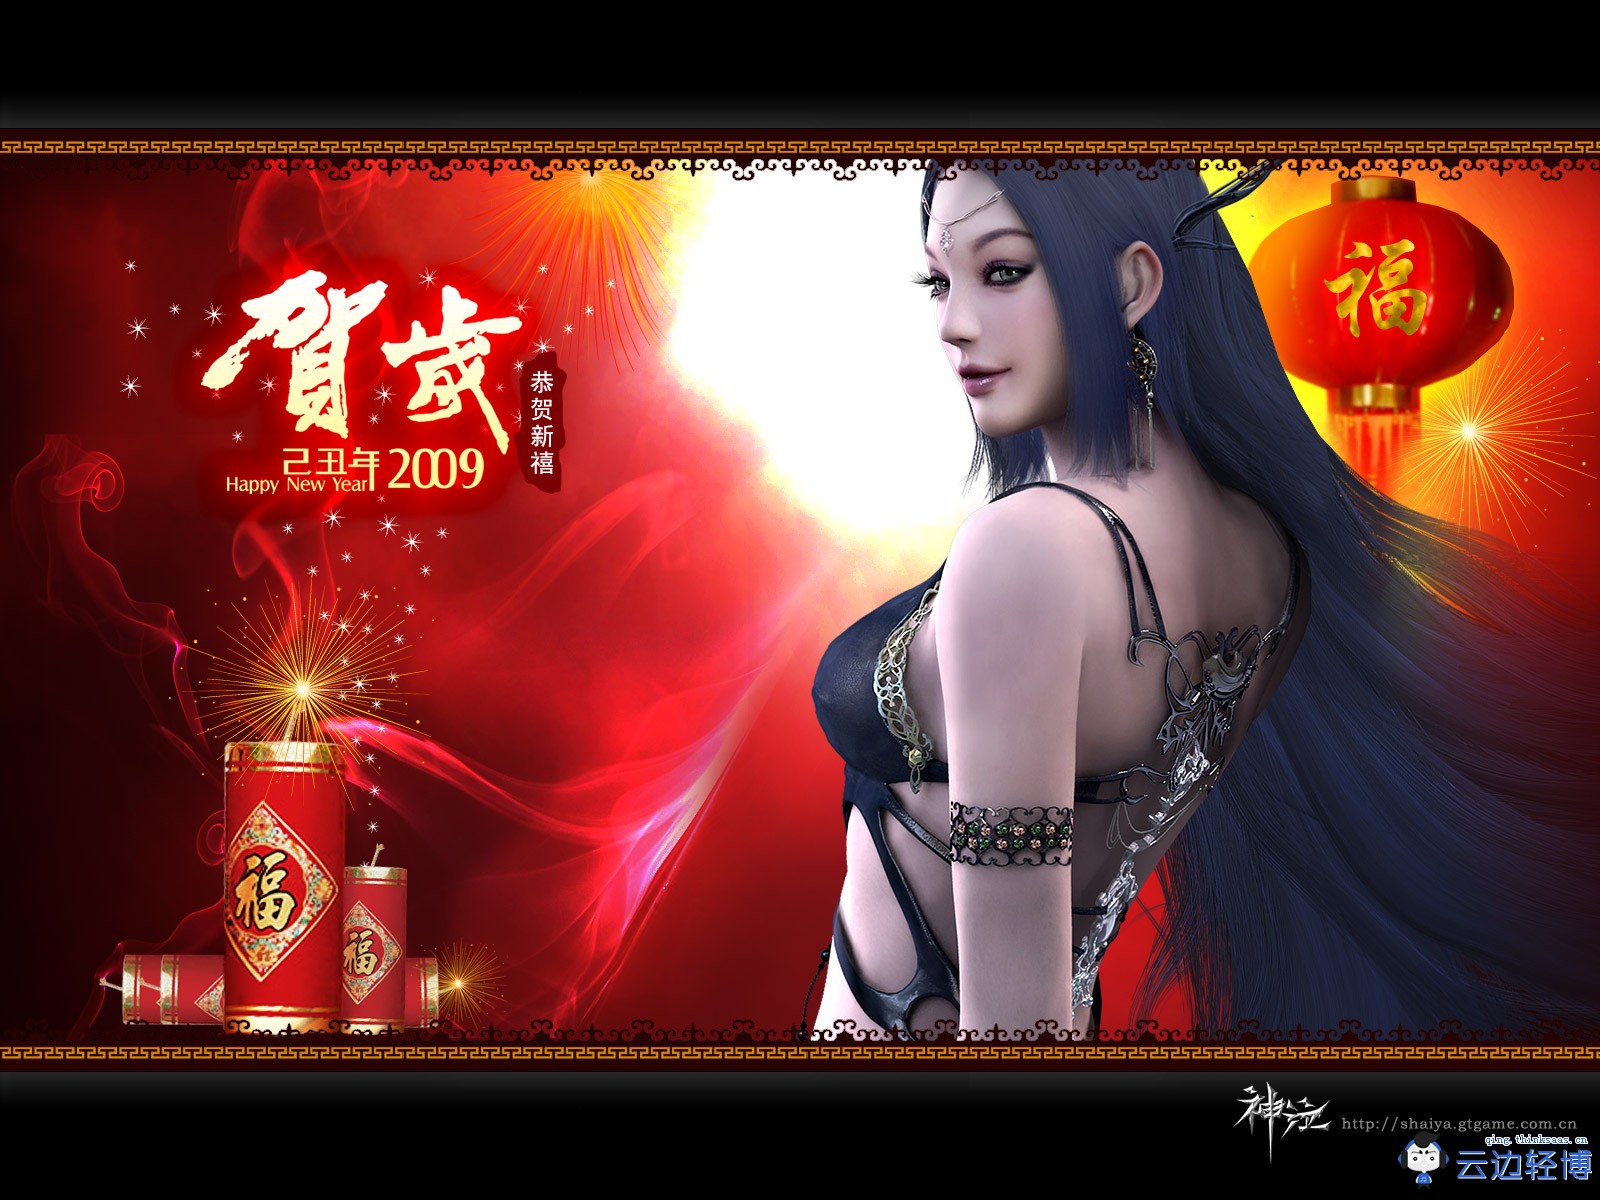 賀歲
恭贺新禧
己丑年 2009
Happy New Year
福
福
福
神泣
http://shaiya.gtgame.com.cn
qing.thinksaas.cn
云边轻博